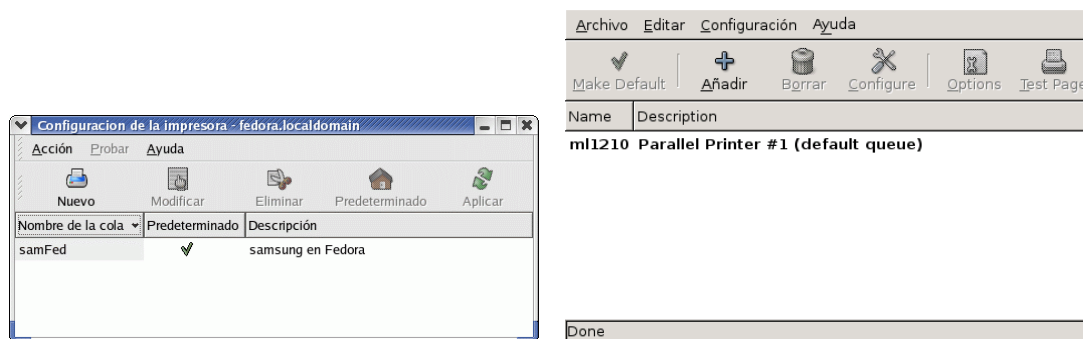 Configuracion de la impresora - fedora.localdomain
Acción Probar Ayuda
Nuevo Modificar Eliminar Predeterminado Aplicar
Nombre de la cola Predeterminado Descripción
samFed samsung en Fedora
Archivo Editar Configuración Ayuda
Make Default Añadir Borrar Configure Options Test Page
Name Description
ml1210 Parallel Printer #1 (default queue)
Done